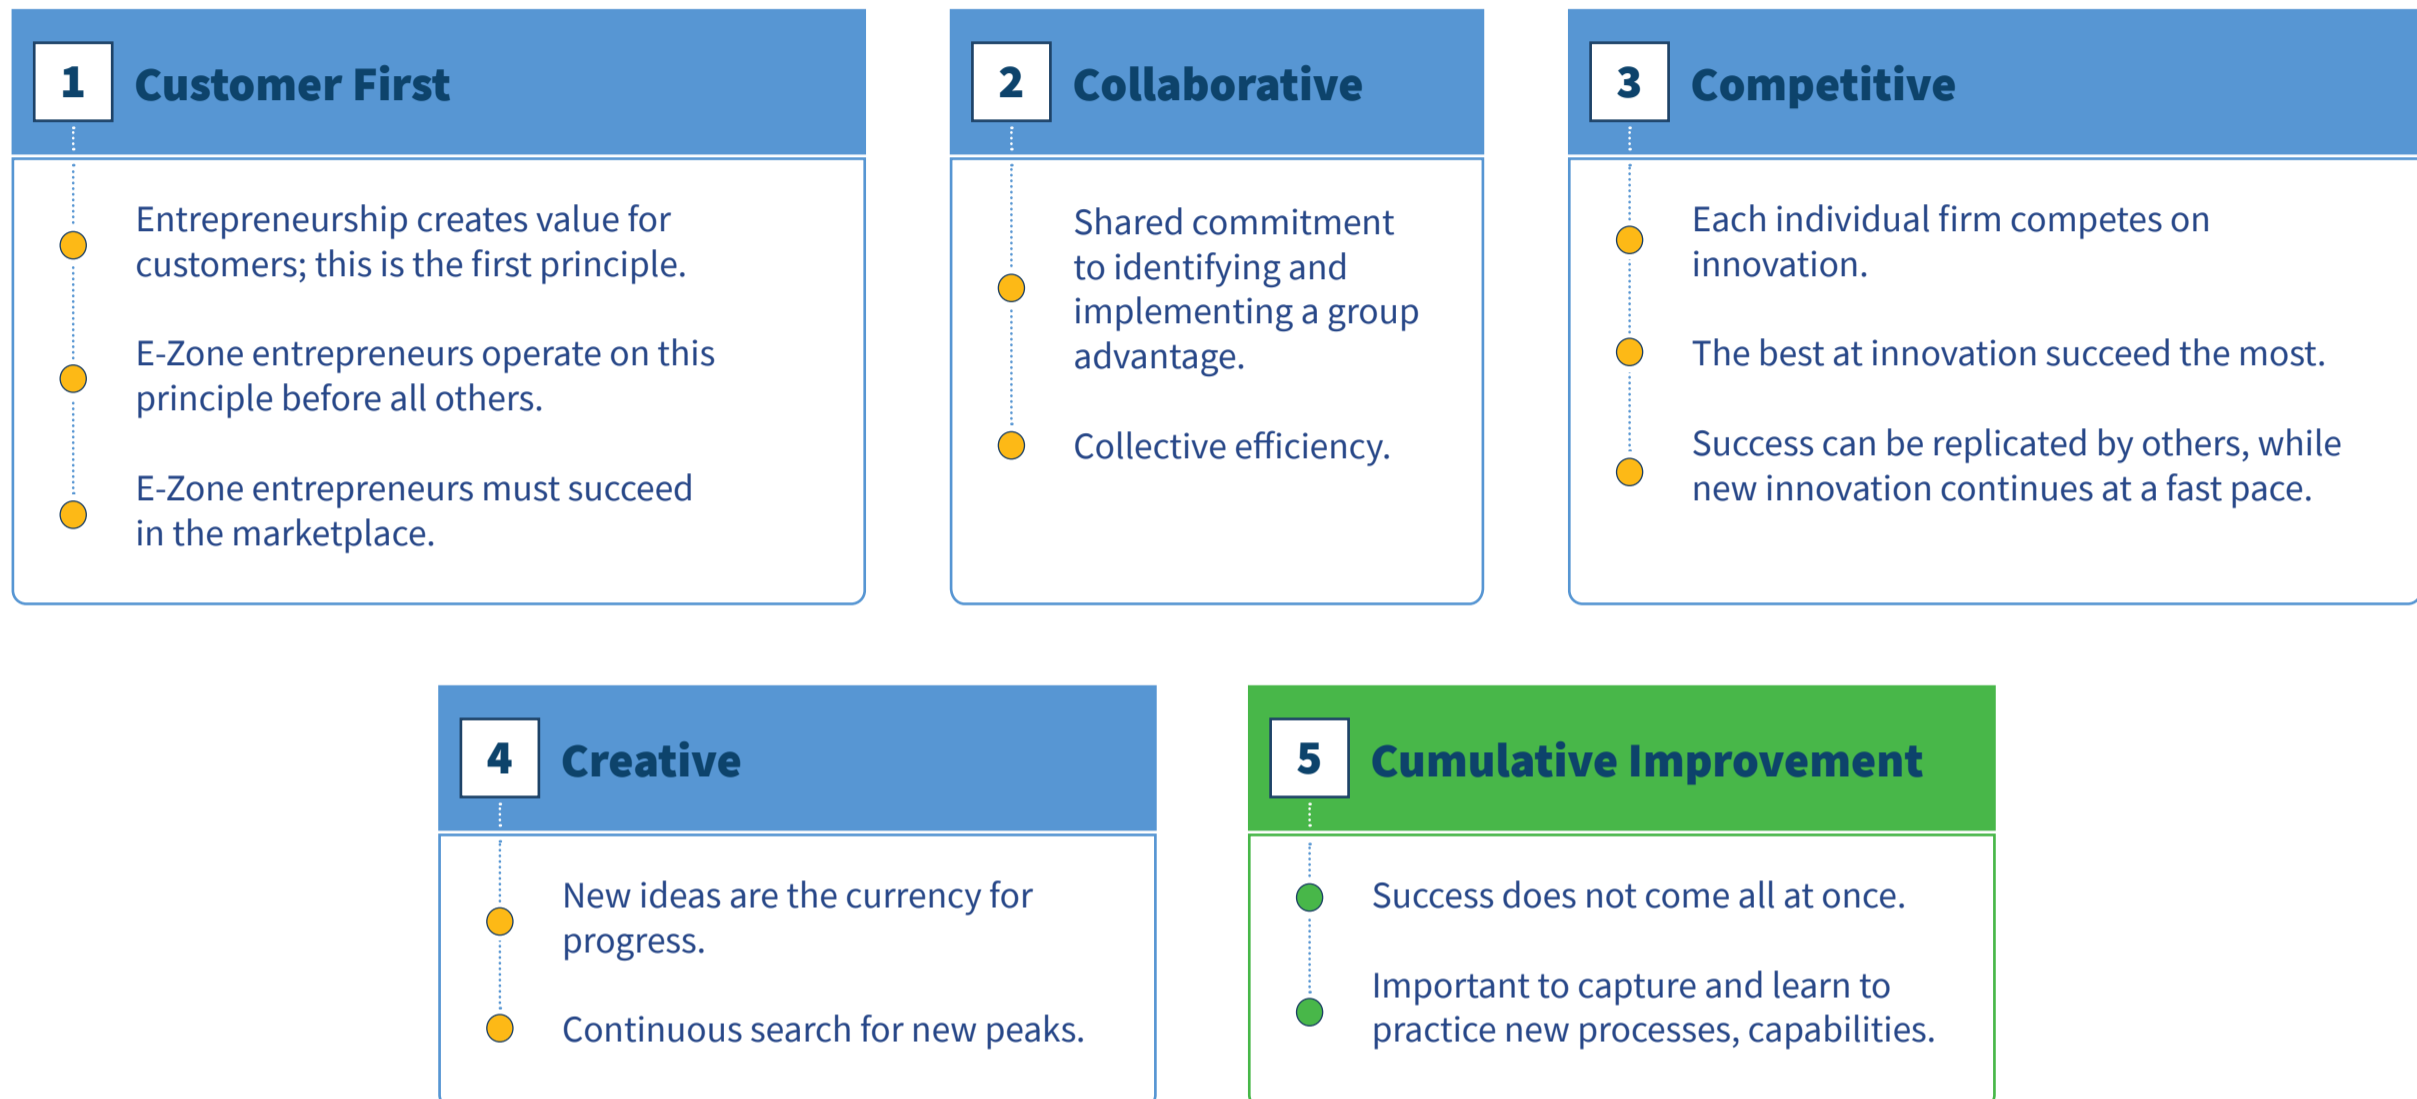 1 Customer First
Entrepreneurship creates value for
customers; this is the first principle.
E-Zone entrepreneurs operate on this
principle before all others.
E-Zone entrepreneurs must succeed
in the marketplace.
2 Collaborative
Shared commitment
to identifying and
implementing a group
advantage.
Collective efficiency.
3 Competitive
Each individual firm competes on
innovation.
The best at innovation succeed the most.
Success can be replicated by others, while
new innovation continues at a fast pace.
4 Creative
New ideas are the currency for
progress.
Continuous search for new peaks.
5 Cumulative Improvement
Success does not come all at once.
Important to capture and learn to
practice new processes, capabilities.